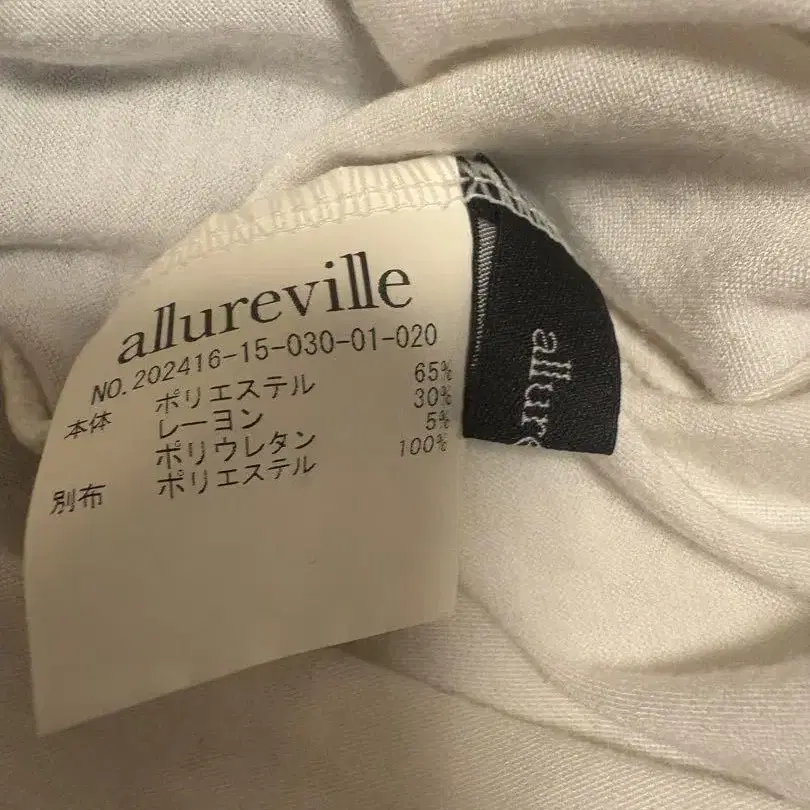 allureville
NO.202416-15-030-01-020
本体 ポリエステル 65%
レーヨン 30%
ポリウレタン 5%
別布 ポリエステル 100%
allure